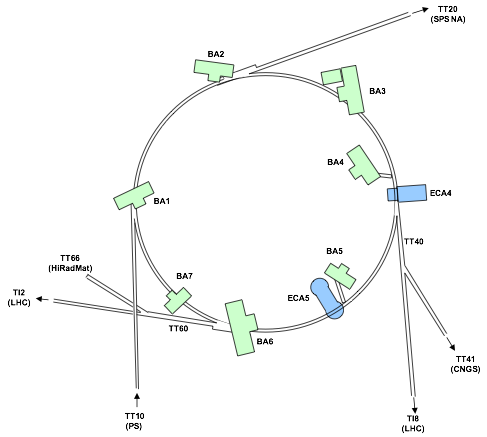 TT20
(SPS NA)
BA2
BA3
BA4
ECA4
BA1
TT40
TT66
(HiRadMat)
BA5
BA7
TI2
(LHC)
ECA5
TT60
BA6
TT41
(CNGS)
TT10
(PS)
TI8
(LHC)